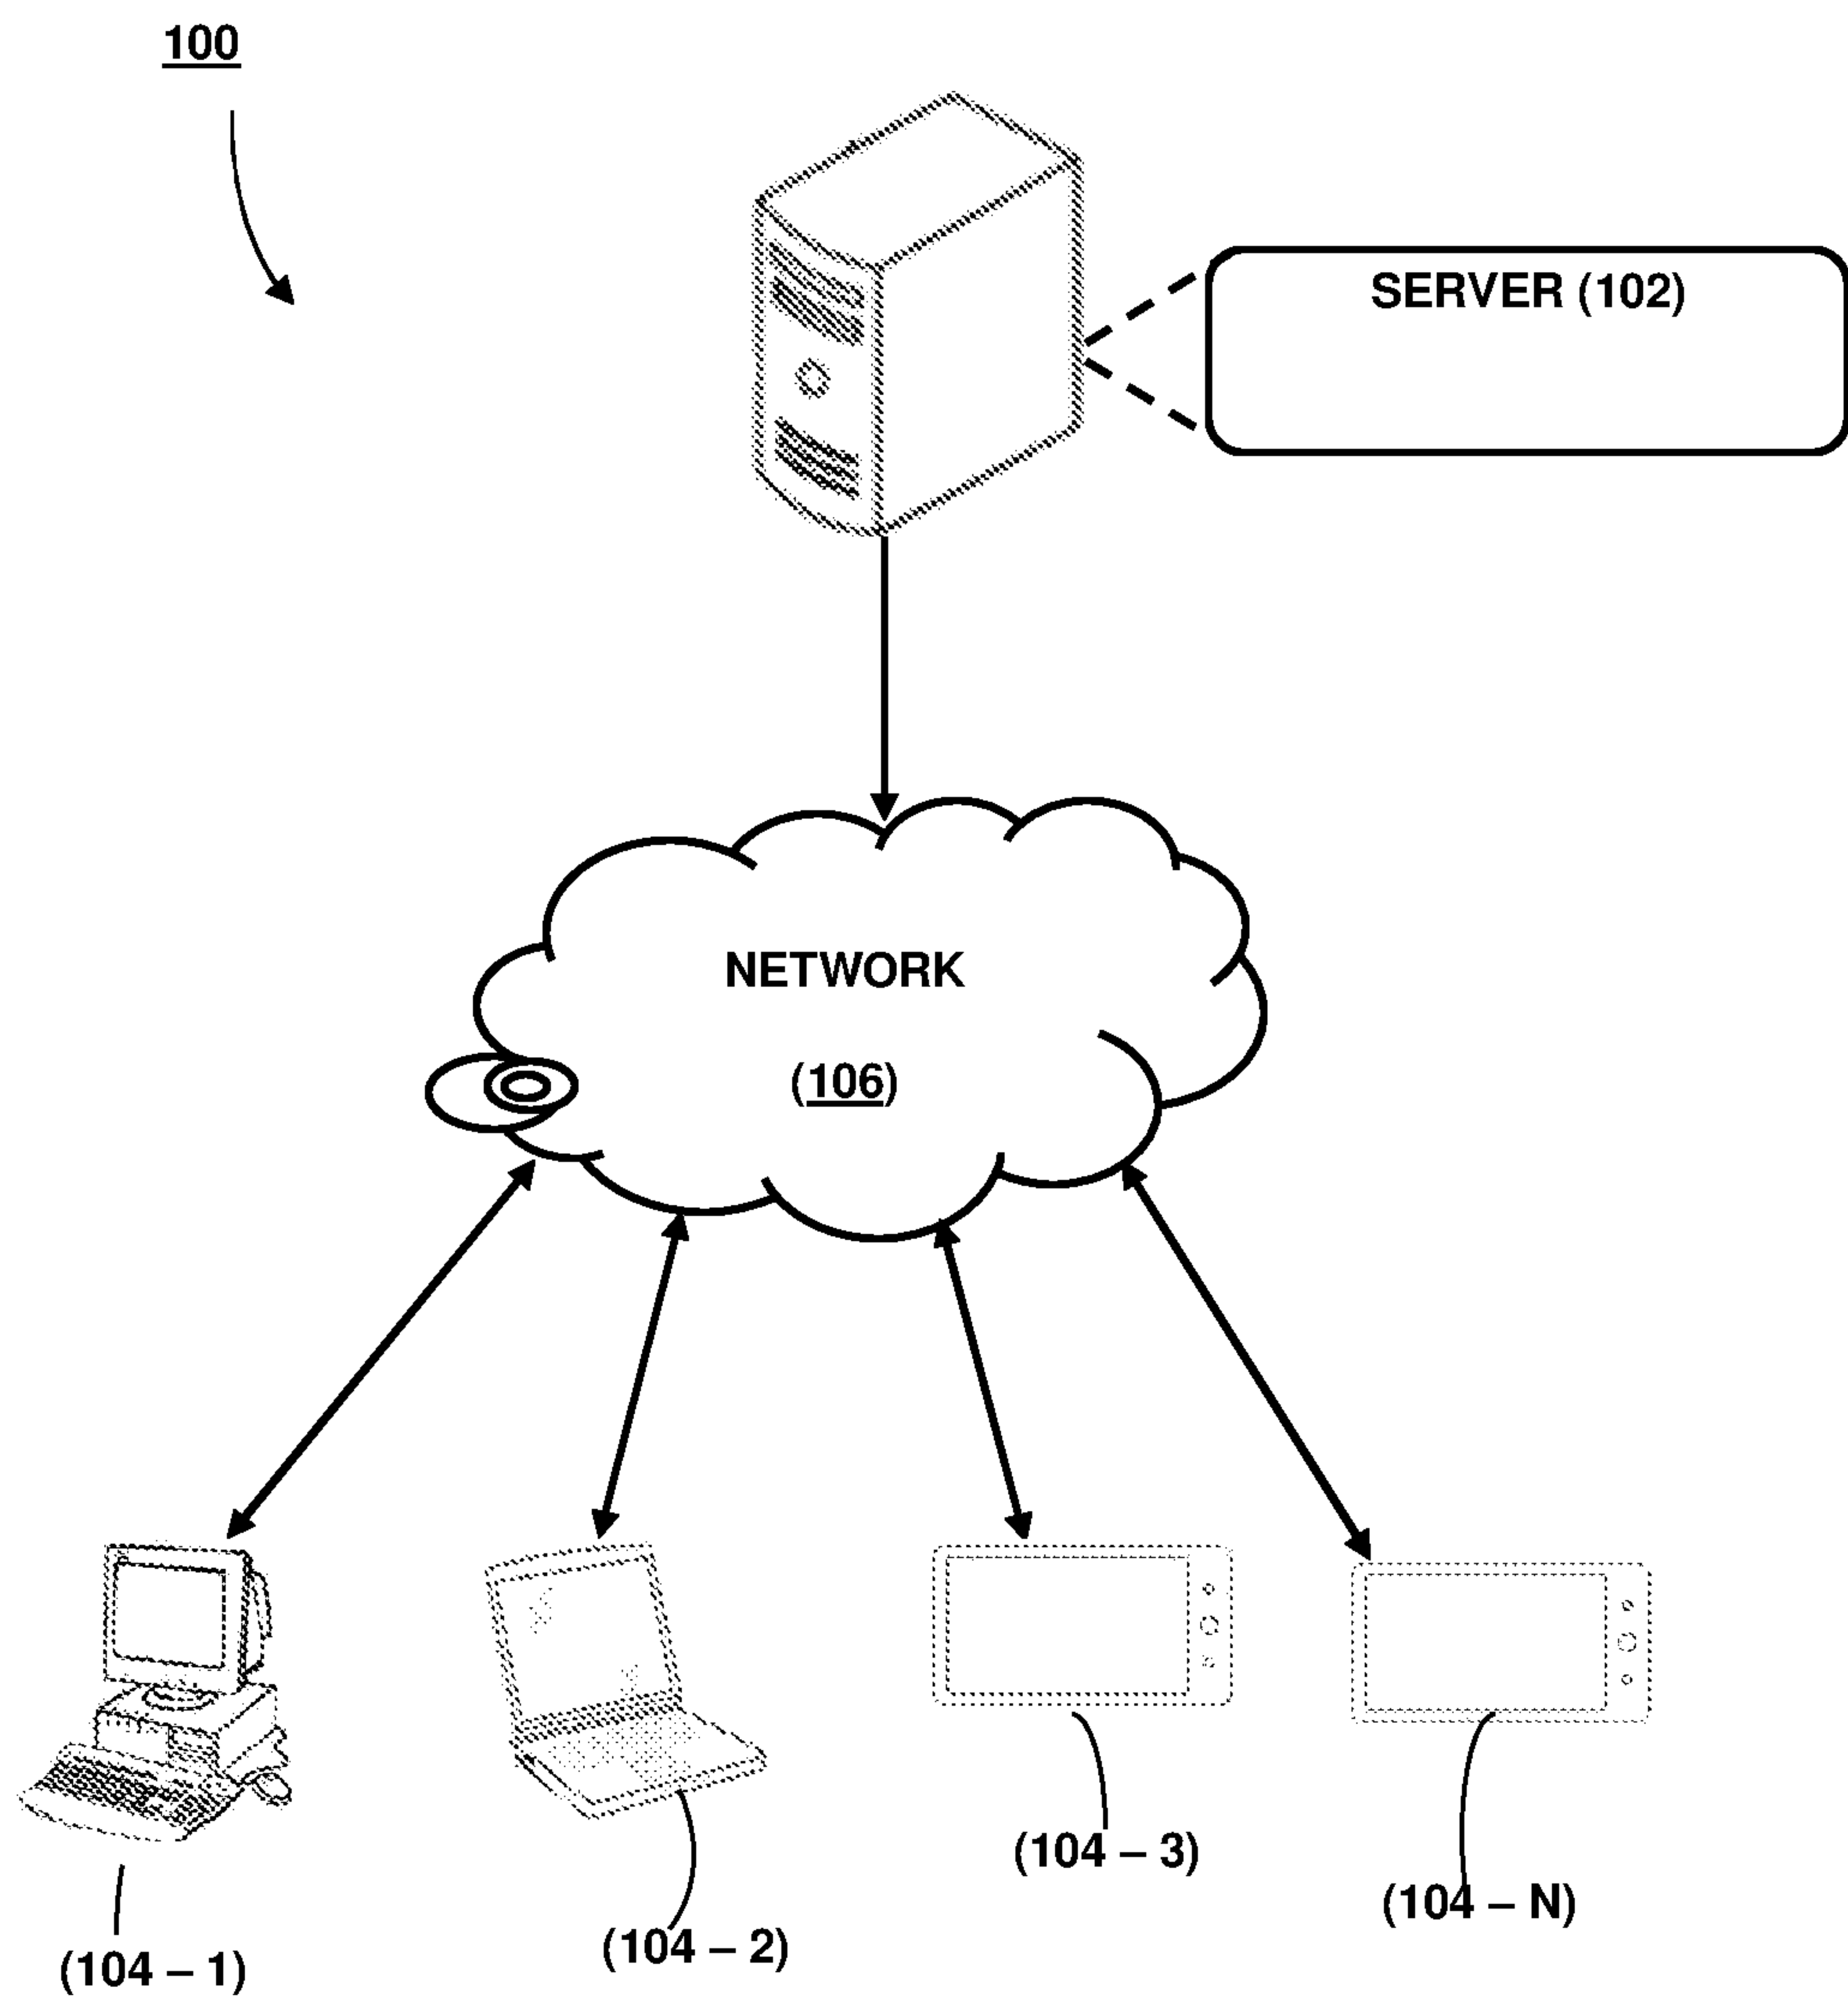 100
SERVER (102)
NETWORK
(106)
(104 – 1)
(104 – 2)
(104 – 3)
(104 – N)